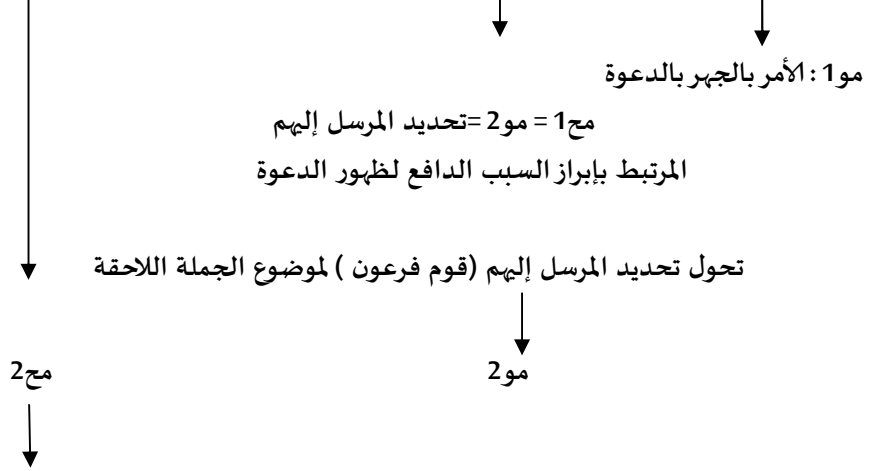 مو1 : الأمر بالجهر بالدعوة
مح1 = مو2 =تحديد المرسل إليهم
المرتبط بإبراز السبب الدافع لظهور الدعوة
تحول تحديد المرسل إليهم (قوم فرعون ) لموضوع الجملة اللاحقة
مو2 مح2